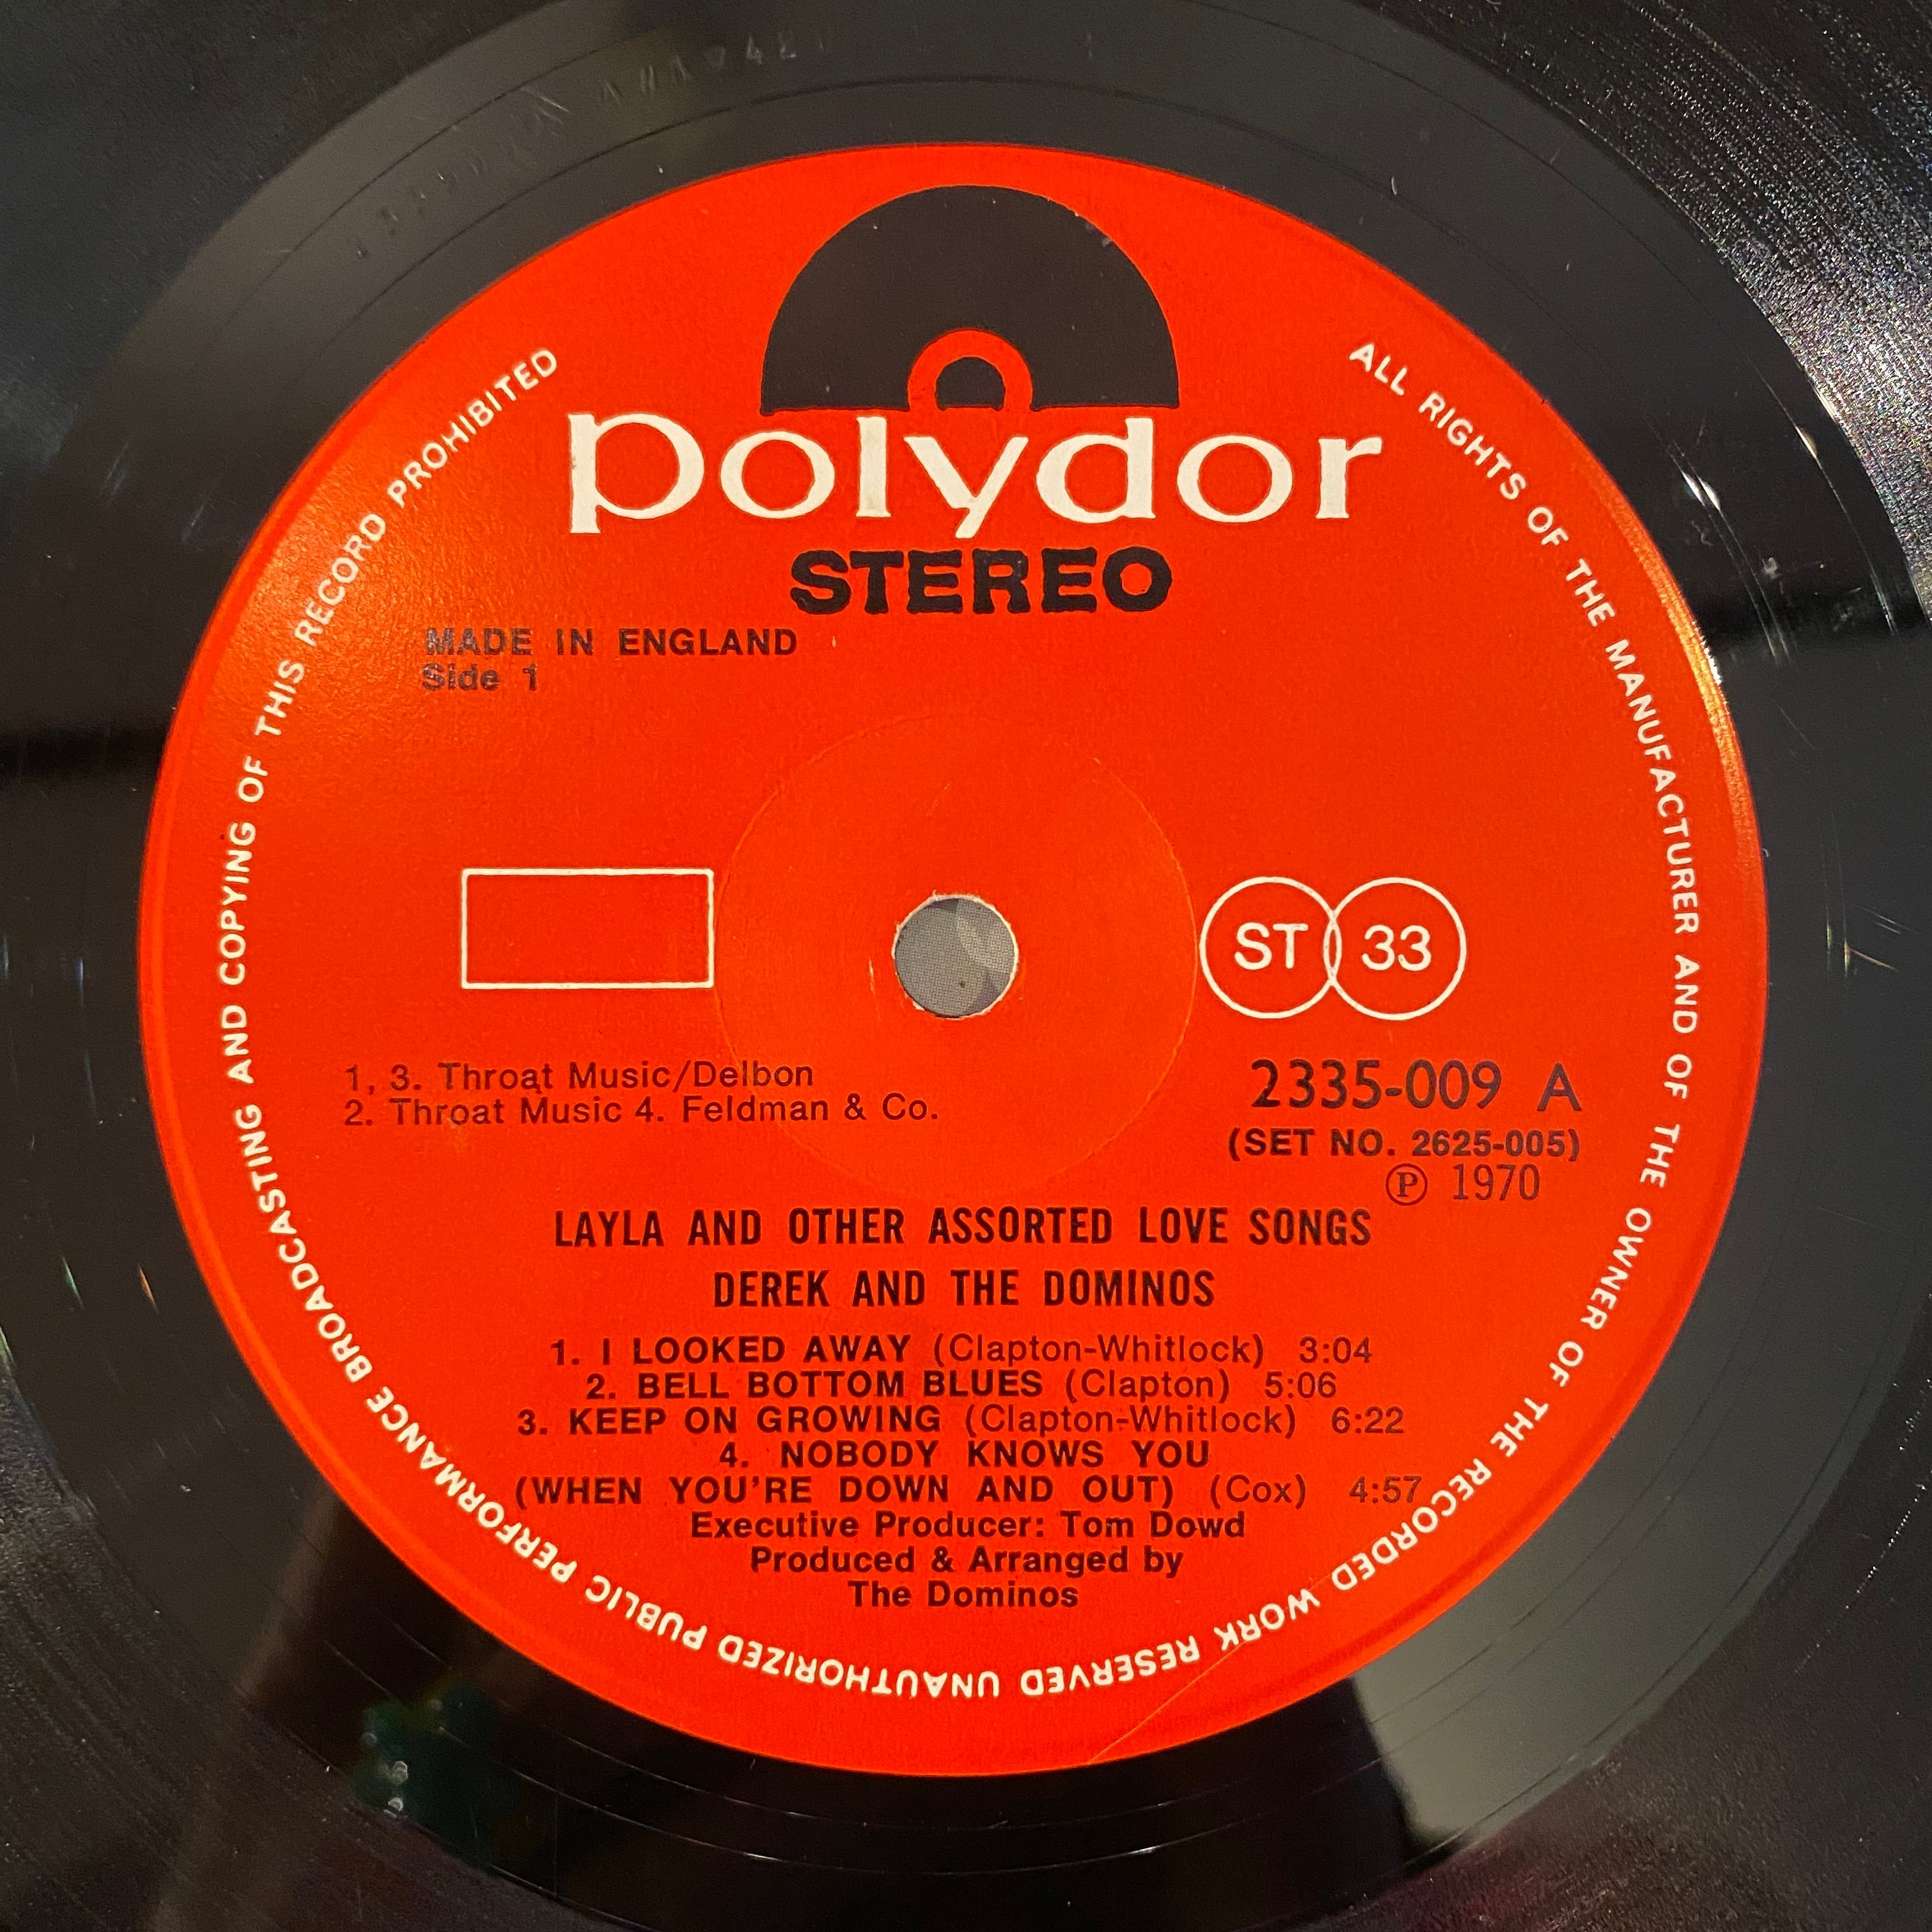 polydor
STEREO
MADE IN ENGLAND
Side 1
ST 33
1, 3. Throat Music/Delbon
2. Throat Music 4. Feldman & Co.
2335-009 A
(SET NO. 2625-005)
℗ 1970
LAYLA AND OTHER ASSORTED LOVE SONGS
DEREK AND THE DOMINOS
1. I LOOKED AWAY (Clapton-Whitlock) 3:04
2. BELL BOTTOM BLUES (Clapton) 5:06
3. KEEP ON GROWING (Clapton-Whitlock) 6:22
4. NOBODY KNOWS YOU
(WHEN YOU'RE DOWN AND OUT) (Cox) 4:57
Executive Producer: Tom Dowd
Produced & Arranged by
The Dominos
ALL RIGHTS OF THE MANUFACTURER AND OF THE OWNER OF THE RECORDED WORK RESERVED UNAUTHORIZED PUBLIC PERFORMANCE BROADCASTING AND COPYING OF THIS RECORD PROHIBITED